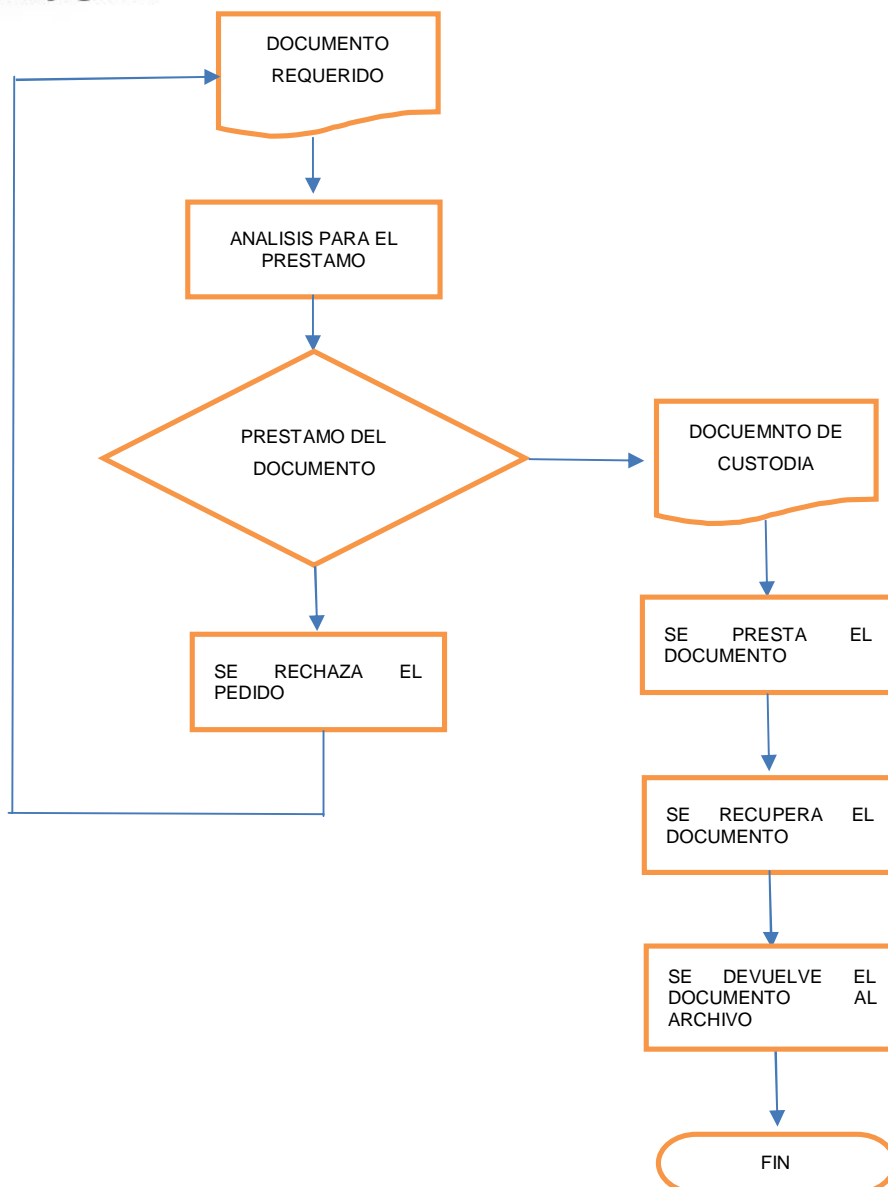 DOCUMENTO
REQUERIDO
ANALISIS PARA EL
PRESTAMO
PRESTAMO DEL
DOCUMENTO
DOCUEMNTO DE
CUSTODIA
SE RECHAZA EL
PEDIDO
SE PRESTA EL
DOCUMENTO
SE RECUPERA EL
DOCUMENTO
SE DEVUELVE EL
DOCUMENTO AL
ARCHIVO
FIN